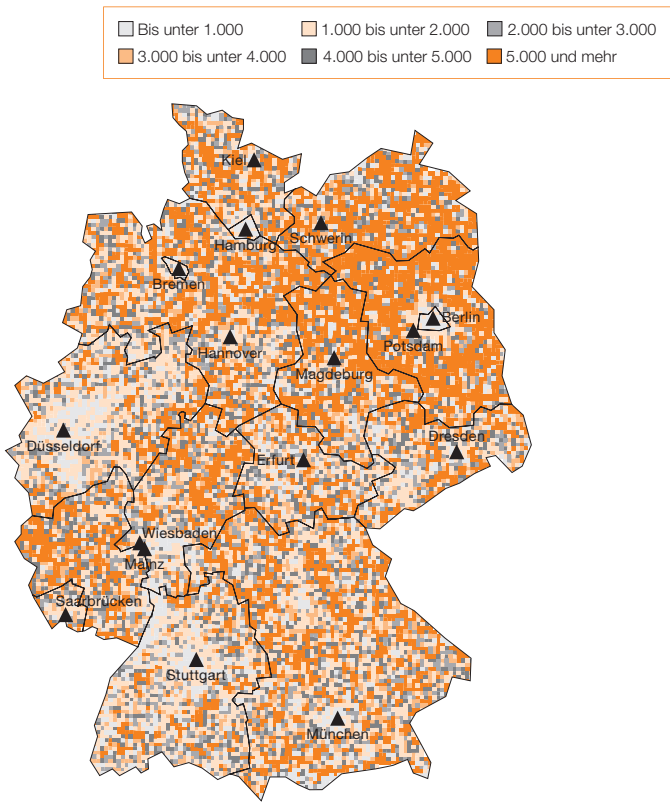 Bis unter 1.000 1.000 bis unter 2.000 2.000 bis unter 3.000
3.000 bis unter 4.000 4.000 bis unter 5.000 5.000 und mehr
Kiel
Hamburg
Schwerin
Bremen
Berlin
Potsdam
Hannover
Magdeburg
Düsseldorf
Dresden
Erfurt
Wiesbaden
Mainz
Saarbrücken
Stuttgart
München